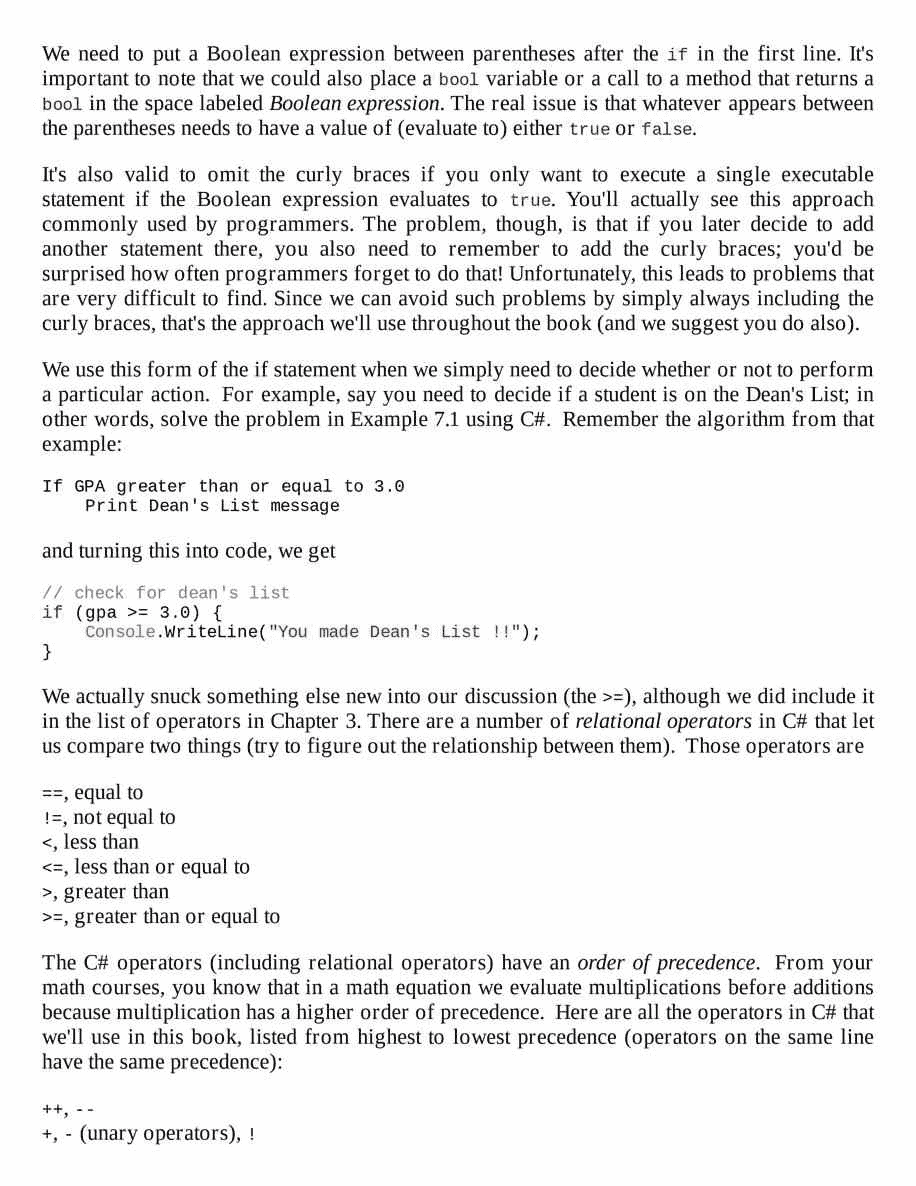 We need to put a Boolean expression between parentheses after the if in the first line. It's
important to note that we could also place a bool variable or a call to a method that returns a
bool in the space labeled Boolean expression. The real issue is that whatever appears between
the parentheses needs to have a value of (evaluate to) either true or false.
It's also valid to omit the curly braces if you only want to execute a single executable
statement if the Boolean expression evaluates to true. You'll actually see this approach
commonly used by programmers. The problem, though, is that if you later decide to add
another statement there, you also need to remember to add the curly braces; you'd be
surprised how often programmers forget to do that! Unfortunately, this leads to problems that
are very difficult to find. Since we can avoid such problems by simply always including the
curly braces, that's the approach we'll use throughout the book (and we suggest you do also).
We use this form of the if statement when we simply need to decide whether or not to perform
a particular action.  For example, say you need to decide if a student is on the Dean's List; in
other words, solve the problem in Example 7.1 using C#.  Remember the algorithm from that
example:
If GPA greater than or equal to 3.0
    Print Dean's List message
and turning this into code, we get
// check for dean's list
if (gpa >= 3.0) {
    Console.WriteLine("You made Dean's List !!");
}
We actually snuck something else new into our discussion (the >=), although we did include it
in the list of operators in Chapter 3. There are a number of relational operators in C# that let
us compare two things (try to figure out the relationship between them).  Those operators are
==, equal to
!=, not equal to
<, less than
<=, less than or equal to
>, greater than
>=, greater than or equal to
The C# operators (including relational operators) have an order of precedence.  From your
math courses, you know that in a math equation we evaluate multiplications before additions
because multiplication has a higher order of precedence.  Here are all the operators in C# that
we'll use in this book, listed from highest to lowest precedence (operators on the same line
have the same precedence):
++, --
+, - (unary operators), !